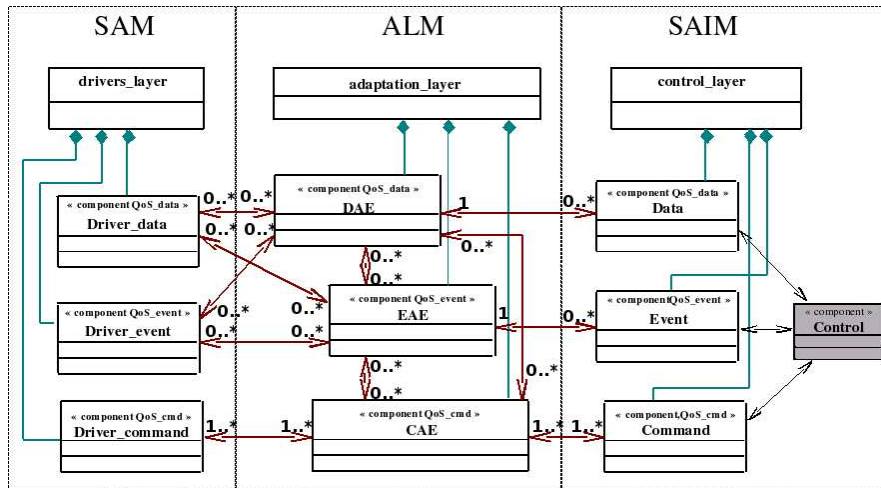 SAM ALM SAIM
drivers_layer adaptation_layer control_layer
« component QoS_data » « component QoS_data » « component QoS_data »
Driver_data DAE Data
0..* 0..* 1 0..*
0..* 0..* 0..*
0..*
0..*
« component QoS_event » « component QoS_event » « componentQoS_event » « component »
Driver_event EAE Event Control
0..* 0..* 1 0..*
0..* 0..*
0..*
0..* 0..*
« component QoS_cmd » « component QoS_cmd » « component,QoS_cmd »
Driver_command CAE Command
1..* 1..* 1..* 1..*